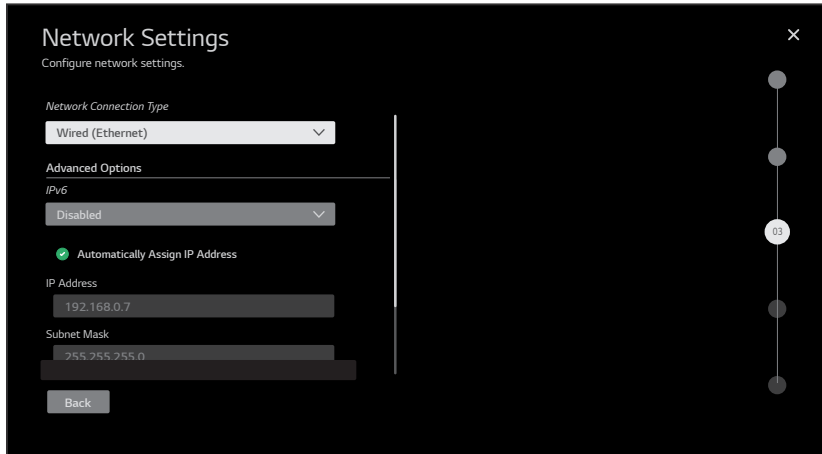 Network Settings
Configure network settings.
Network Connection Type
Wired (Ethernet)
Advanced Options
IPv6
Disabled
03
Automatically Assign IP Address
IP Address
192.168.0.7
Subnet Mask
255.255.255.0
Back